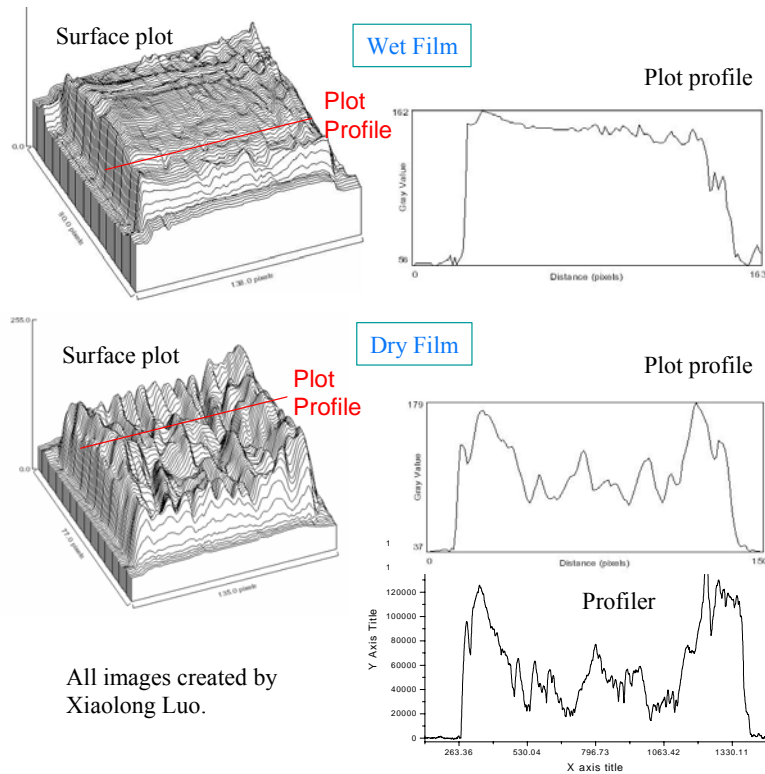 Surface plot
Wet Film
Plot profile
Plot
Profile
0.0
80.0 pixels
138.0 pixels
162
Gray Value
56
0
Distance (pixels)
163
255.0
Surface plot
Dry Film
Plot profile
Plot
Profile
0.0
77.0 pixels
135.0 pixels
179
Gray Value
37
0
Distance (pixels)
150
1
1
Profiler
120000
100000
80000
60000
40000
20000
0
Y Axis Title
263.36 530.04 796.73 1063.42 1330.11
X axis title
All images created by
Xiaolong Luo.